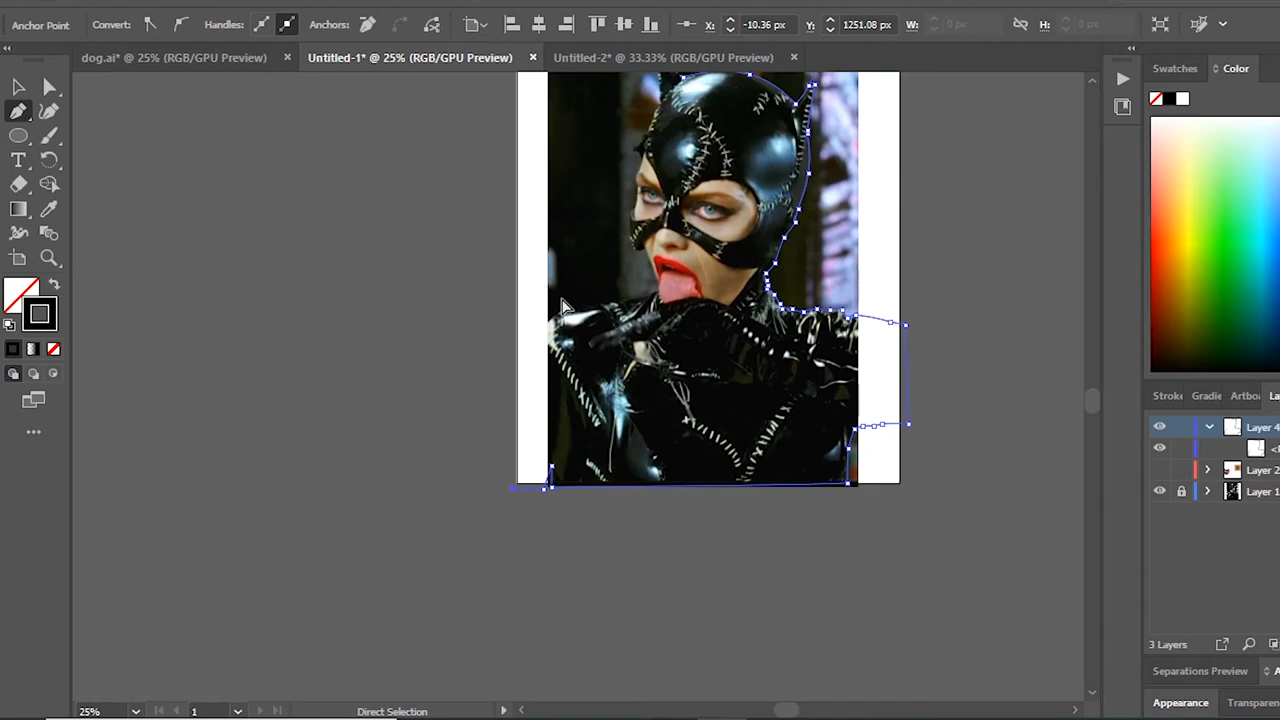 Anchor Point Convert: Handles: Anchors: X: -10.36 px Y: 1251.08 px W: 0 px H: 0 px
dog.ai* @ 25% (RGB/GPU Preview) × Untitled-1* @ 25% (RGB/GPU Preview) × Untitled-2* @ 33.33% (RGB/GPU Preview) ×
Swatches Color
Stroke Gradie Artboa La
Layer 4
Layer 2
Layer 1
3 Layers
Separations Preview A
Appearance Transparen
25% 1 Direct Selection